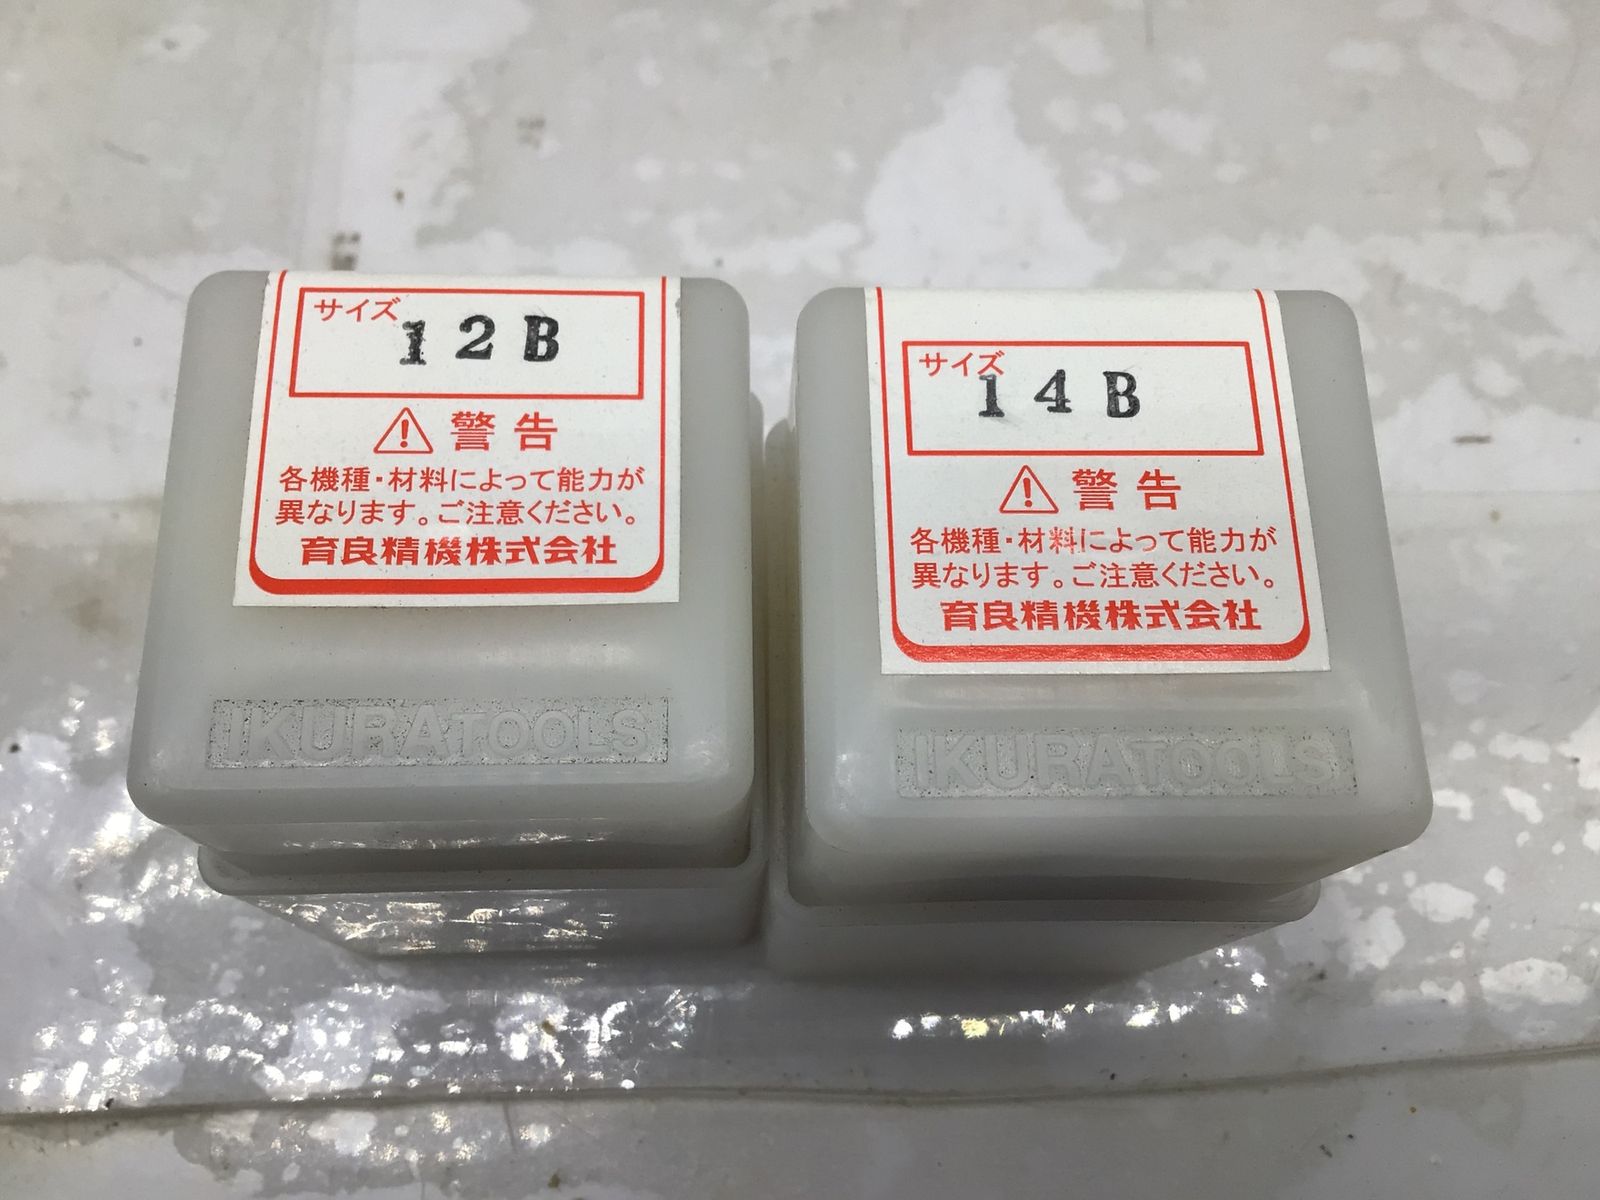 サイズ
12B
警告
各機種・材料によって能力が
異なります。ご注意ください。
育良精機株式会社
IKURATOOLS
サイズ
14B
警告
各機種・材料によって能力が
異なります。ご注意ください。
育良精機株式会社
IKURATOOLS